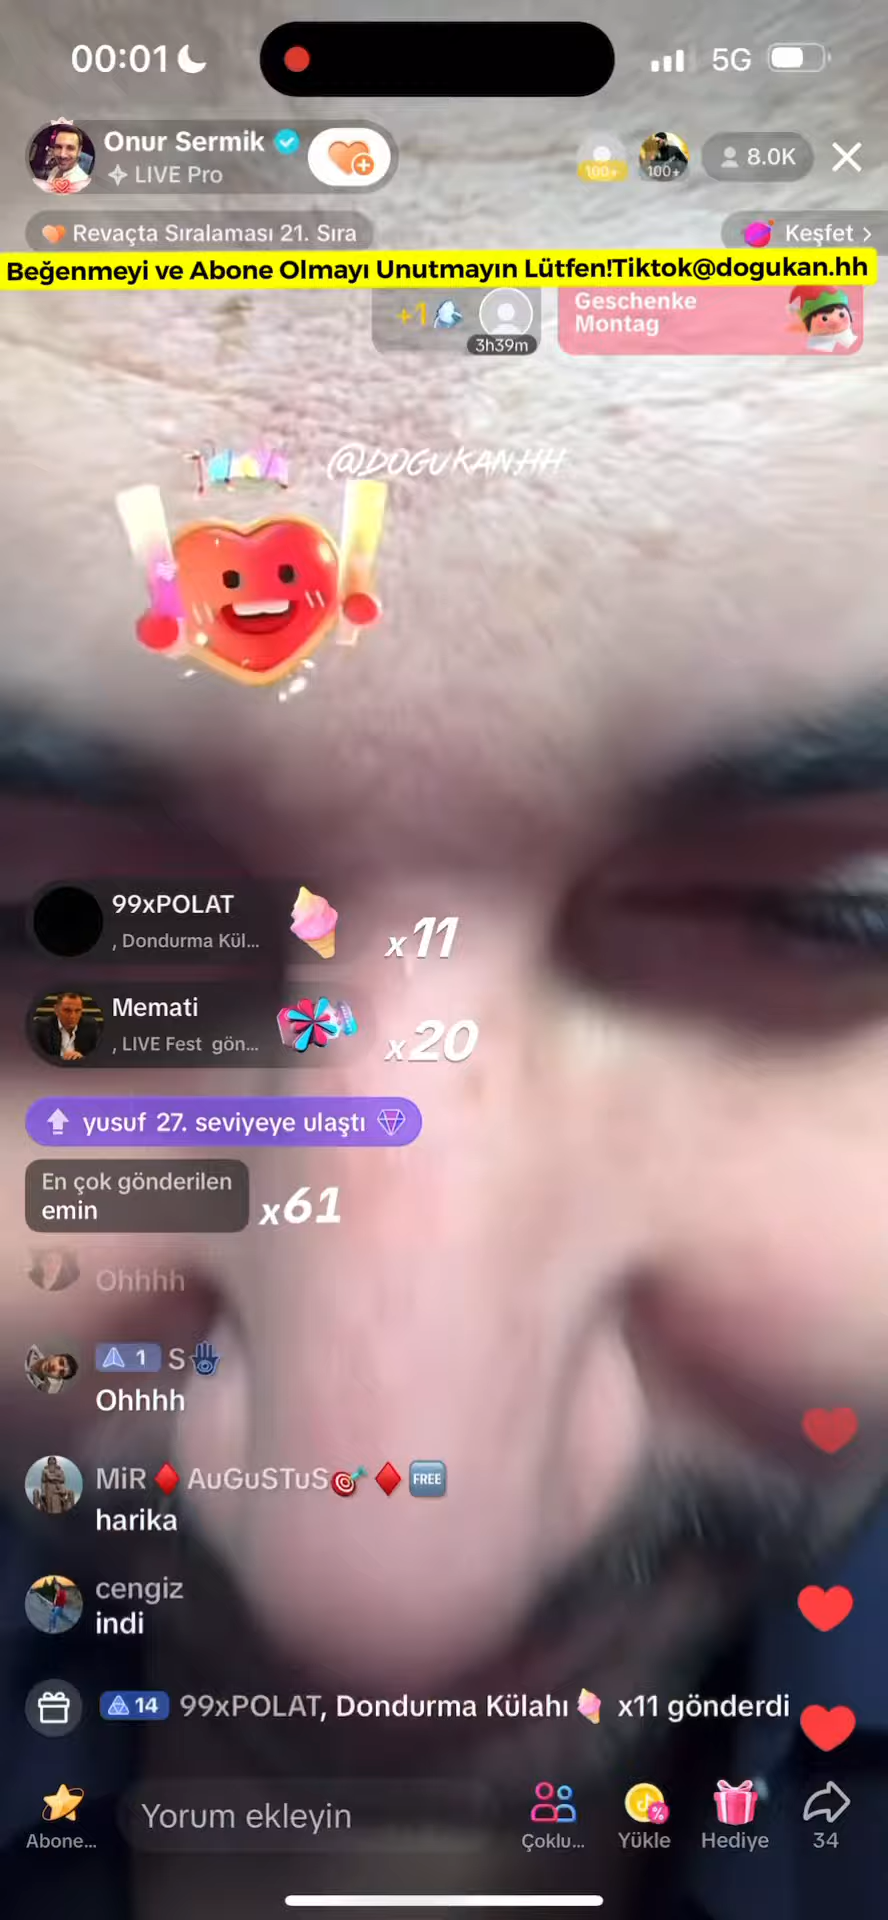 00:01
5G
Onur Sermik
LIVE Pro
100+
100+
8.0K
Revaçta Sıralaması 21. Sıra
Keşfet >
Beğenmeyi ve Abone Olmayı Unutmayın Lütfen!Tiktok@dogukan.hh
+1
3h39m
Geschenke
Montag
@DOGUKAN.HH
99xPOLAT
, Dondurma Kül...
x11
Memati
, LIVE Fest gön...
x20
yusuf 27. seviyeye ulaştı
En çok gönderilen
emin
x61
Ohhhh
1 S
Ohhhh
MiR AuGuSTuS FREE
harika
cengiz
indi
14 99xPOLAT, Dondurma Külahı x11 gönderdi
Abone...
Yorum ekleyin
Çoklu...
Yükle
Hediye
34